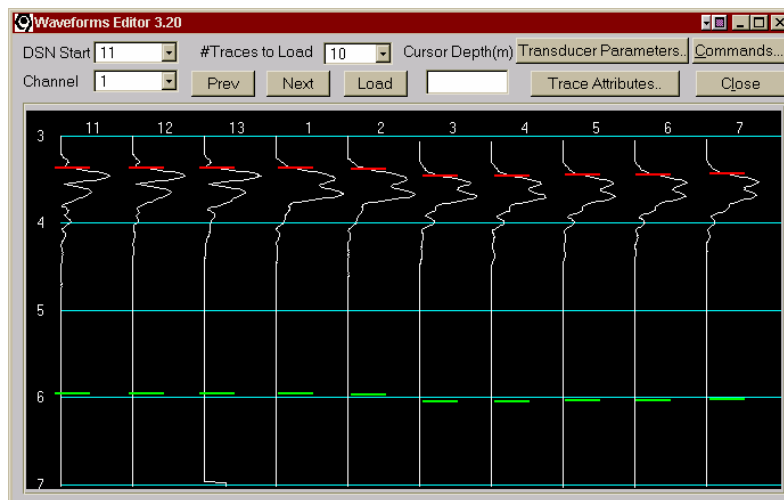 Waveforms Editor 3.20
DSN Start 11 #Traces to Load 10 Cursor Depth(m) Transducer Parameters.. Commands...
Channel 1 Prev Next Load Trace Attributes.. Close
11 12 13 1 2 3 4 5 6 7
3
4
5
6
7